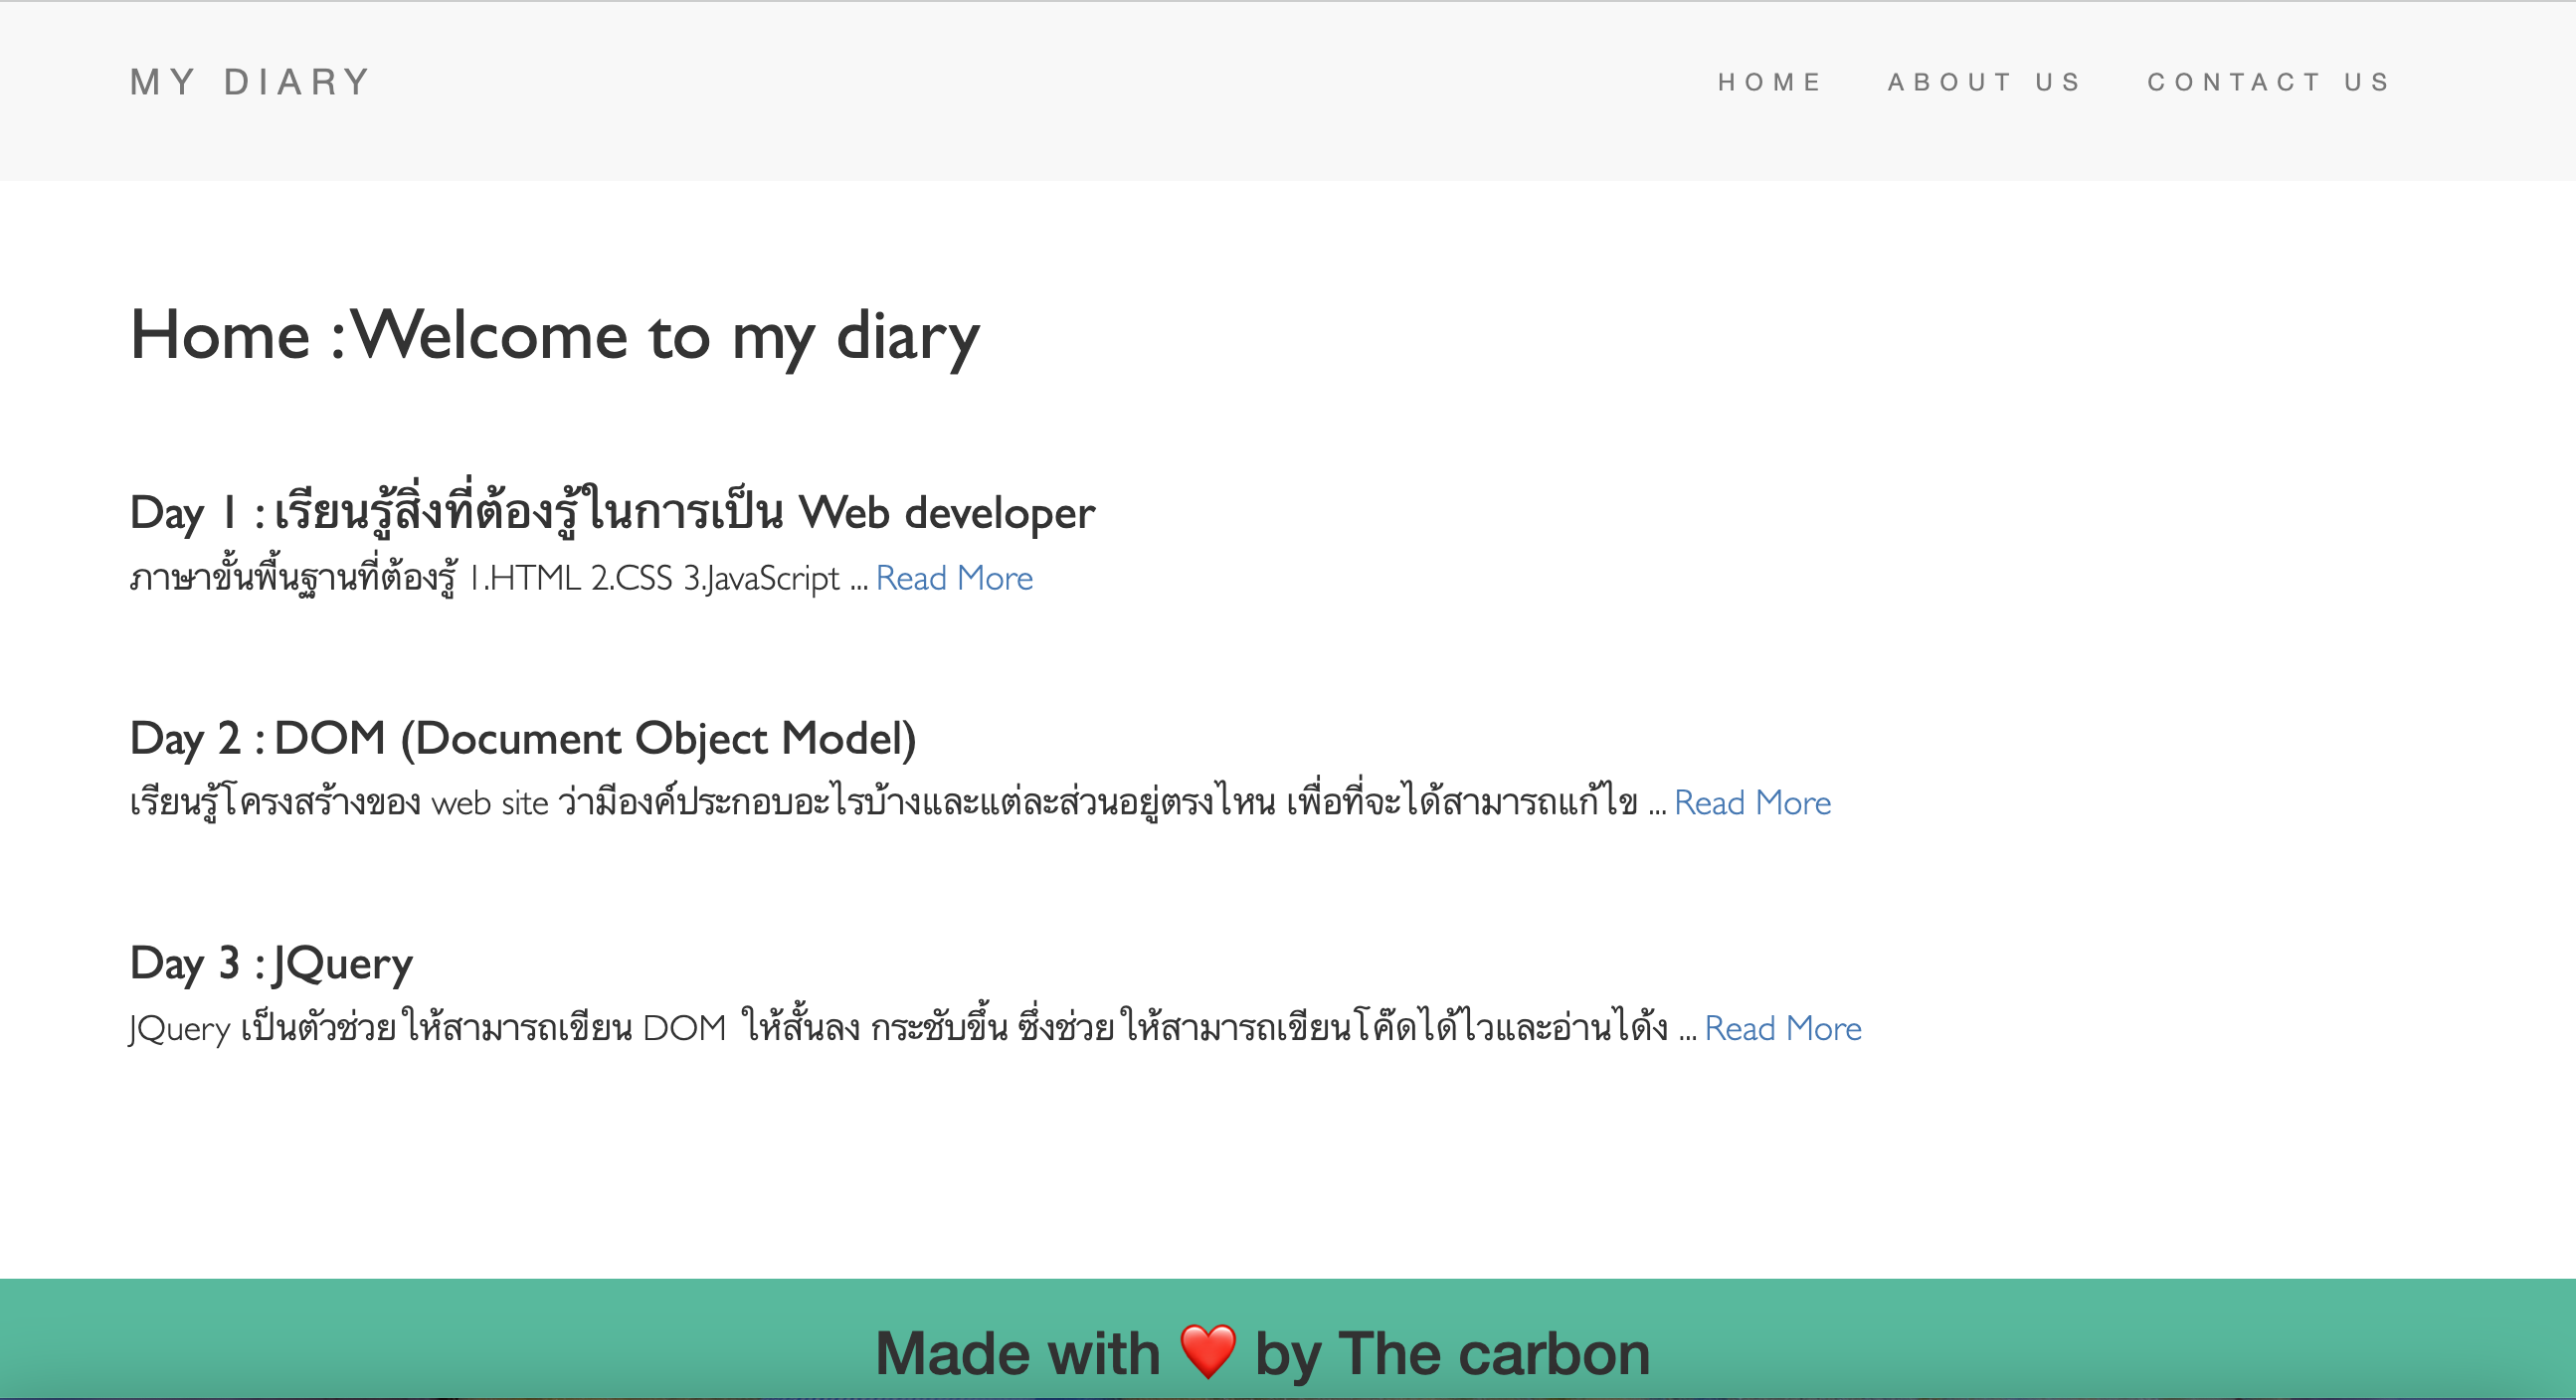 MY DIARY
HOME ABOUT US CONTACT US
Home : Welcome to my diary
Day 1 : เรียนรู้สิ่งที่ต้องรู้ในการเป็น Web developer
ภาษาขั้นพื้นฐานที่ต้องรู้ 1.HTML 2.CSS 3.JavaScript ... Read More
Day 2 : DOM (Document Object Model)
เรียนรู้โครงสร้างของ web site ว่ามีองค์ประกอบอะไรบ้างและแต่ละส่วนอยู่ตรงไหน เพื่อที่จะได้สามารถแก้ไข ... Read More
Day 3 : JQuery
JQuery เป็นตัวช่วย ให้สามารถเขียน DOM ให้สั้นลง กระชับขึ้น ซึ่งช่วย ให้สามารถเขียนโค๊ดได้ไวและอ่านได้ง ... Read More
Made with ❤️ by The carbon